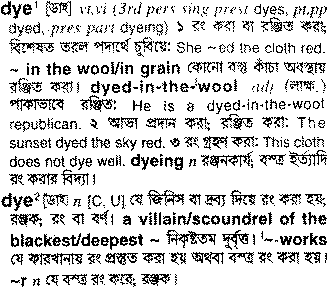 dye¹ [ডাই] vt,vi (3rd pers sing prest dyes, pt,pp
dyed, pres part dyeing) ১ রং করা বা রঞ্জিত করা;
বিশেষত তরল পদার্থে চুবিয়ে: She ~ed the cloth red.
~ in the wool/in grain কোনো বস্তু কাঁচা অবস্থায়
রঞ্জিত করা। dyed-in-the-ˈwool adj (লাক্ষ.)
পাকাভাবে রঞ্জিত: He is a dyed-in-the-wool
republican. ২ আভা প্রদান করা; রঞ্জিত করা: The
sunset dyed the sky red. ৩ রং গ্রহণ করা: This cloth
does not dye well. dyeing n রঞ্জনকার্য, বস্ত্র ইত্যাদি
রং করার বিদ্যা।
dye² [ডাই] n [C, U] যে জিনিস বা দ্রব্য দিয়ে রং করা হয়;
রঞ্জক; রং বা বর্ণ। a villain/scoundrel of the
blackest/deepest ~ নিকৃষ্টতম দুর্বৃত্ত। ˈ~-works
যে কারখানায় রং প্রস্তুত করা হয় অথবা বস্ত্র রং করা হয়।
~r n যে বস্ত্র রং করে; রঞ্জক।